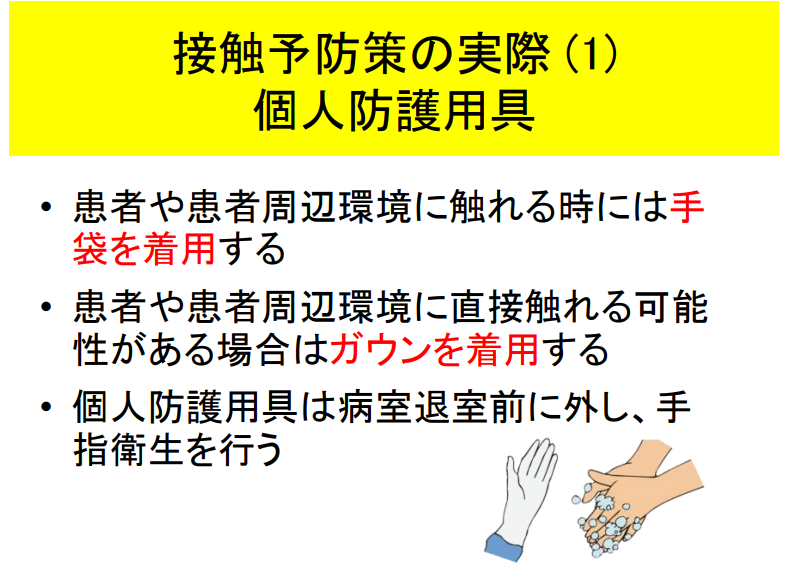 接触予防策の実際(1)
個人防護用具
• 患者や患者周辺環境に触れる時には手
袋を着用する
• 患者や患者周辺環境に直接触れる可能
性がある場合はガウンを着用する
• 個人防護用具は病室退室前に外し、手
指衛生を行う